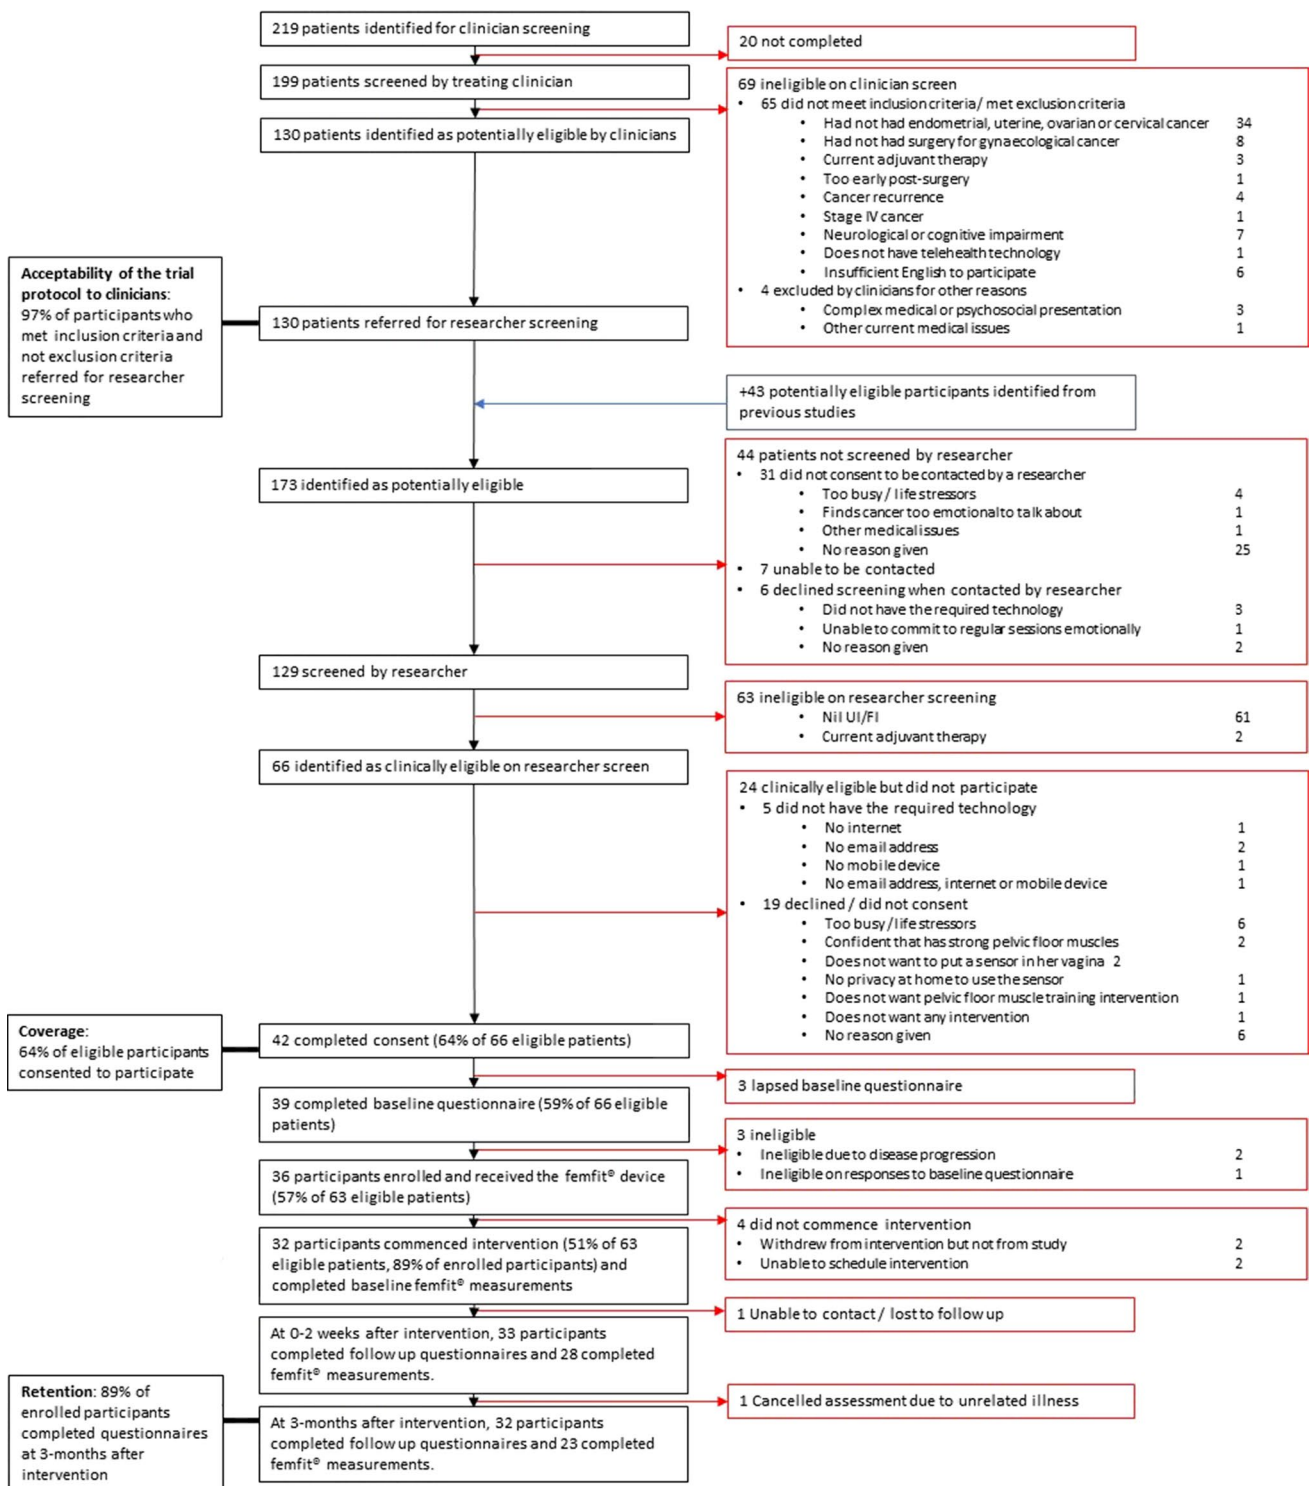 219 patients identified for clinician screening
20 not completed
199 patients screened by treating clinician
69 ineligible on clinician screen
• 65 did not meet inclusion criteria/ met exclusion criteria
• Had not had endometrial, uterine, ovarian or cervical cancer 34
• Had not had surgery for gynaecological cancer 8
• Current adjuvant therapy 3
• Too early post-surgery 1
• Cancer recurrence 4
• Stage IV cancer 1
• Neurological or cognitive impairment 7
• Does not have telehealth technology 1
• Insufficient English to participate 6
• 4 excluded by clinicians for other reasons
• Complex medical or psychosocial presentation 3
• Other current medical issues 1
130 patients identified as potentially eligible by clinicians
Acceptability of the trial
protocol to clinicians:
97% of participants who
met inclusion criteria and
not exclusion criteria
referred for researcher
screening
130 patients referred for researcher screening
+43 potentially eligible participants identified from
previous studies
173 identified as potentially eligible
44 patients not screened by researcher
• 31 did not consent to be contacted by a researcher
• Too busy / life stressors 4
• Finds cancer too emotional to talk about 1
• Other medical issues 1
• No reason given 25
• 7 unable to be contacted
• 6 declined screening when contacted by researcher
• Did not have the required technology 3
• Unable to commit to regular sessions emotionally 1
• No reason given 2
129 screened by researcher
63 ineligible on researcher screening
• Nil UI/FI 61
• Current adjuvant therapy 2
66 identified as clinically eligible on researcher screen
24 clinically eligible but did not participate
• 5 did not have the required technology
• No internet 1
• No email address 2
• No mobile device 1
• No email address, internet or mobile device 1
• 19 declined / did not consent
• Too busy / life stressors 6
• Confident that has strong pelvic floor muscles 2
• Does not want to put a sensor in her vagina 2
• No privacy at home to use the sensor 1
• Does not want pelvic floor muscle training intervention 1
• Does not want any intervention 1
• No reason given 6
Coverage:
64% of eligible participants
consented to participate
42 completed consent (64% of 66 eligible patients)
3 lapsed baseline questionnaire
39 completed baseline questionnaire (59% of 66 eligible
patients)
3 ineligible
• Ineligible due to disease progression 2
• Ineligible on responses to baseline questionnaire 1
36 participants enrolled and received the femfit® device
(57% of 63 eligible patients)
4 did not commence intervention
• Withdrew from intervention but not from study 2
• Unable to schedule intervention 2
32 participants commenced intervention (51% of 63
eligible patients, 89% of enrolled participants) and
completed baseline femfit® measurements
1 Unable to contact / lost to follow up
At 0-2 weeks after intervention, 33 participants
completed follow up questionnaires and 28 completed
femfit® measurements.
1 Cancelled assessment due to unrelated illness
Retention: 89% of
enrolled participants
completed questionnaires
at 3-months after
intervention
At 3-months after intervention, 32 participants
completed follow up questionnaires and 23 completed
femfit® measurements.